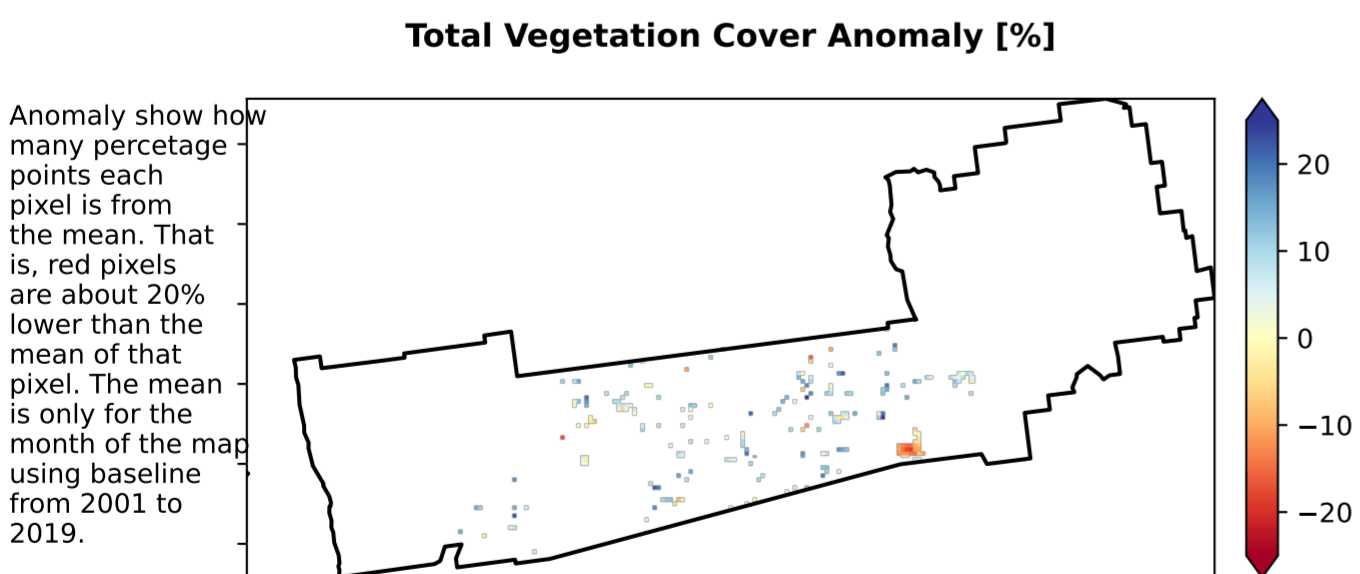 Total Vegetation Cover Anomaly [%]
Anomaly show how
many percetage
points each
pixel is from
the mean. That
is, red pixels
are about 20%
lower than the
mean of that
pixel. The mean
is only for the
month of the map
using baseline
from 2001 to
2019.
20
10
0
−10
−20